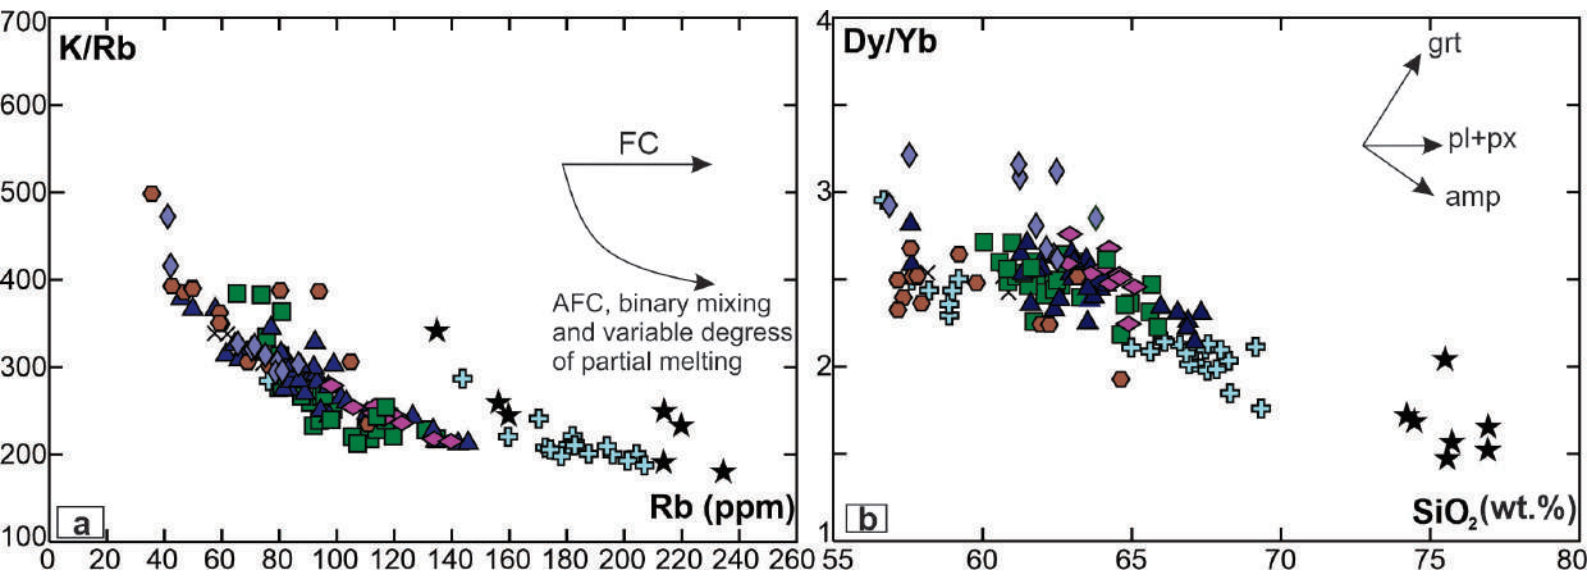 K/Rb
700
600
500
400
300
200
100
FC
AFC, binary mixing
and variable degress
of partial melting
Rb (ppm)
a
0 20 40 60 80 100 120 140 160 180 200 220 240 260
Dy/Yb
4
3
2
1
grt
pl+px
amp
SiO₂(wt.%)
b
55 60 65 70 75 80